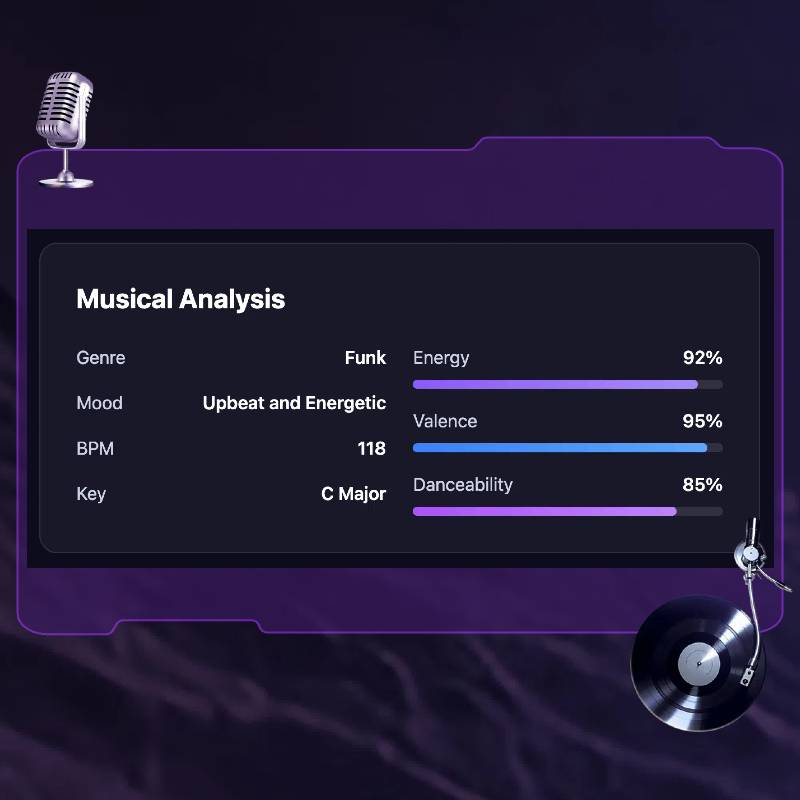 Musical Analysis
Genre Funk
Mood Upbeat and Energetic
BPM 118
Key C Major
Energy 92%
Valence 95%
Danceability 85%